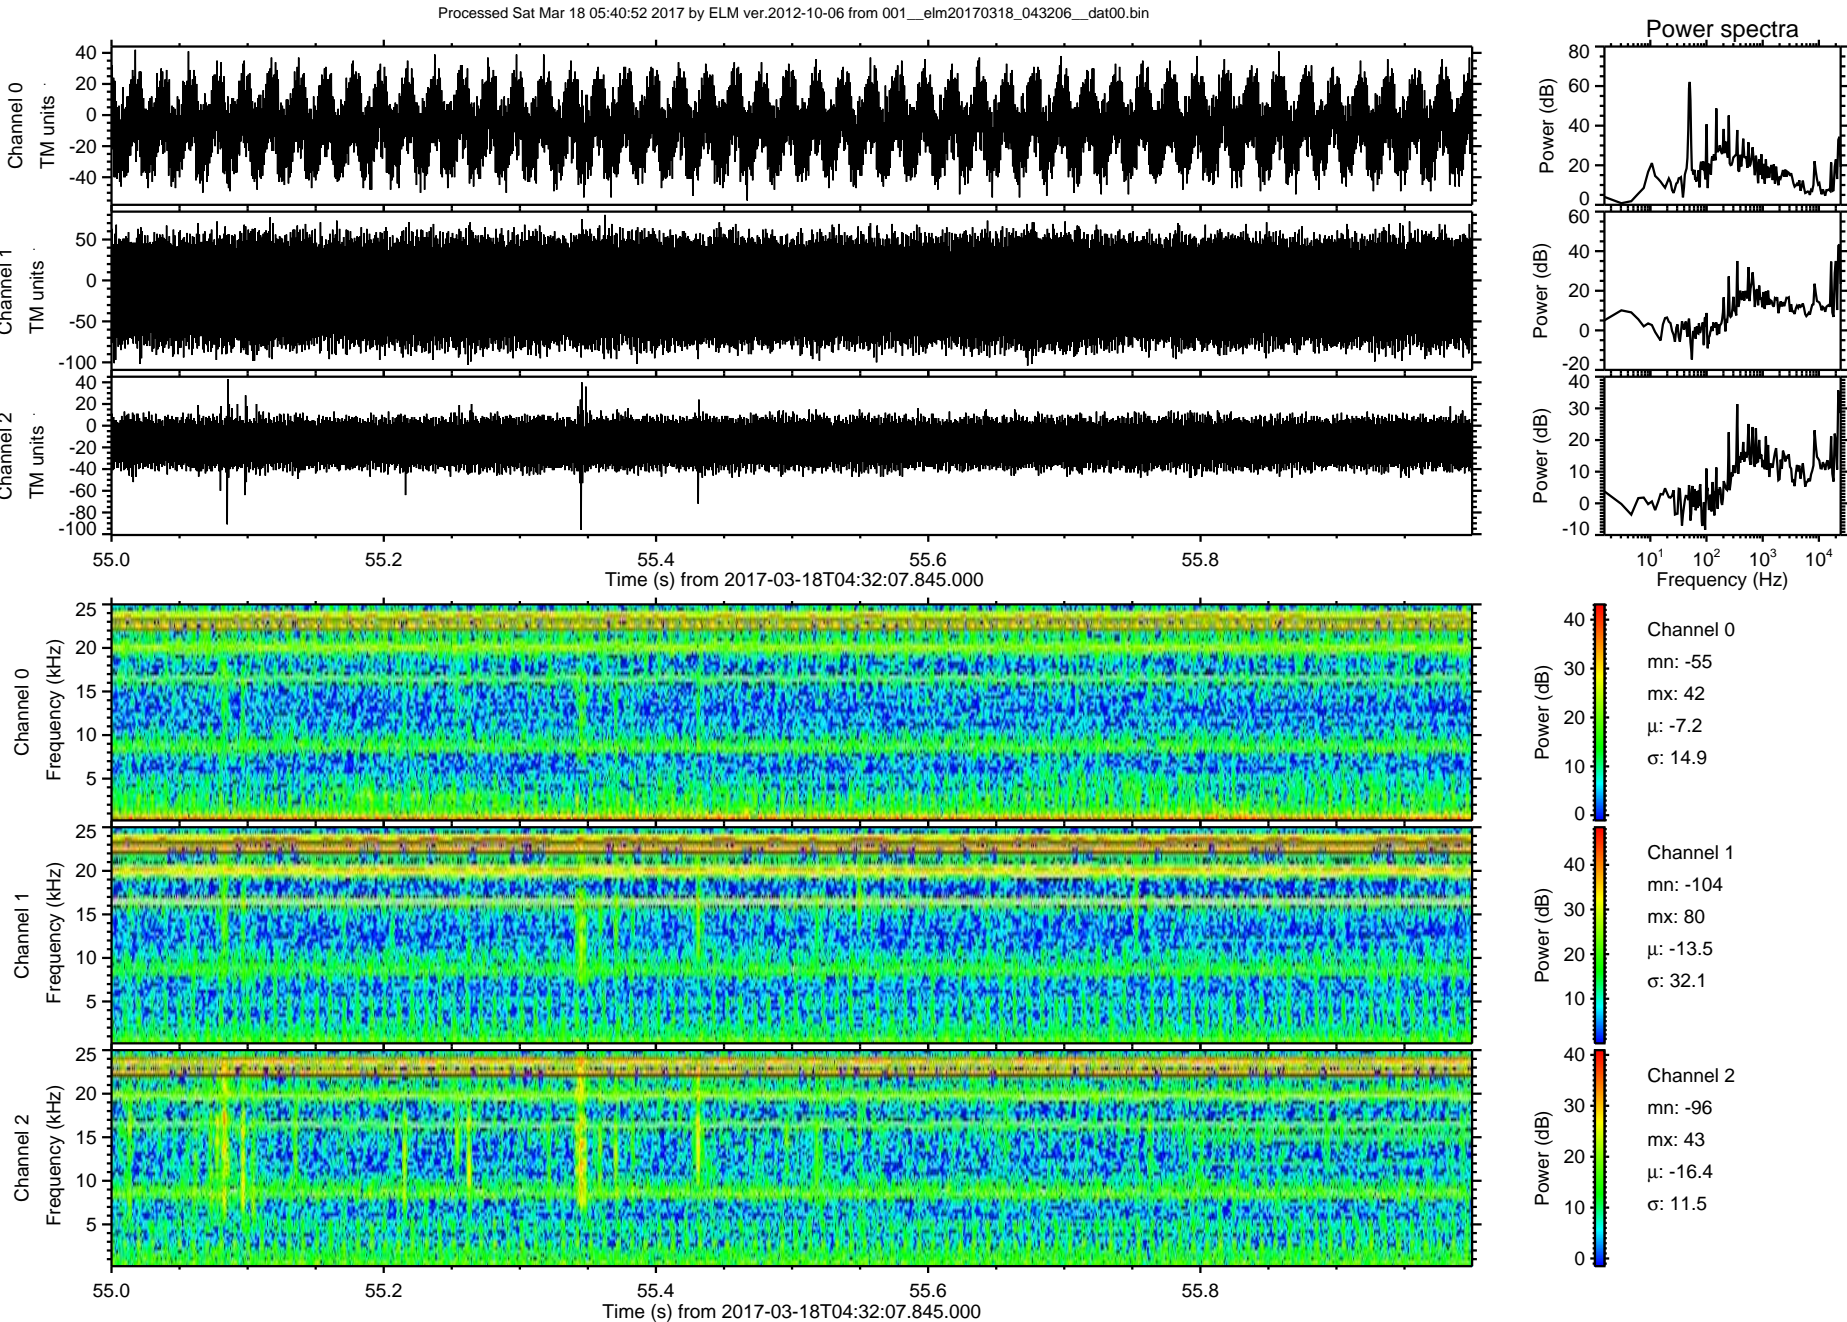 Processed Sat Mar 18 05:40:52 2017 by ELM ver.2012-10-06 from 001__elm20170318_043206__dat00.bin
Power spectra
Channel 0
TM units
40
20
0
-20
-40
Power (dB)
80
60
40
20
0
Channel 1
TM units
50
0
-50
-100
Power (dB)
60
40
20
0
-20
Channel 2
TM units
40
20
0
-20
-40
-60
-80
-100
Power (dB)
40
30
20
10
0
-10
55.0 55.2 55.4 55.6 55.8
Time (s) from 2017-03-18T04:32:07.845.000
10^1 10^2 10^3 10^4
Frequency (Hz)
Channel 0
Frequency (kHz)
25
20
15
10
5
Power (dB)
40
30
20
10
0
Channel 0
mn: -55
mx: 42
μ: -7.2
σ: 14.9
Channel 1
Frequency (kHz)
25
20
15
10
5
Power (dB)
40
30
20
10
Channel 1
mn: -104
mx: 80
μ: -13.5
σ: 32.1
Channel 2
Frequency (kHz)
25
20
15
10
5
Power (dB)
40
30
20
10
0
Channel 2
mn: -96
mx: 43
μ: -16.4
σ: 11.5
55.0 55.2 55.4 55.6 55.8
Time (s) from 2017-03-18T04:32:07.845.000